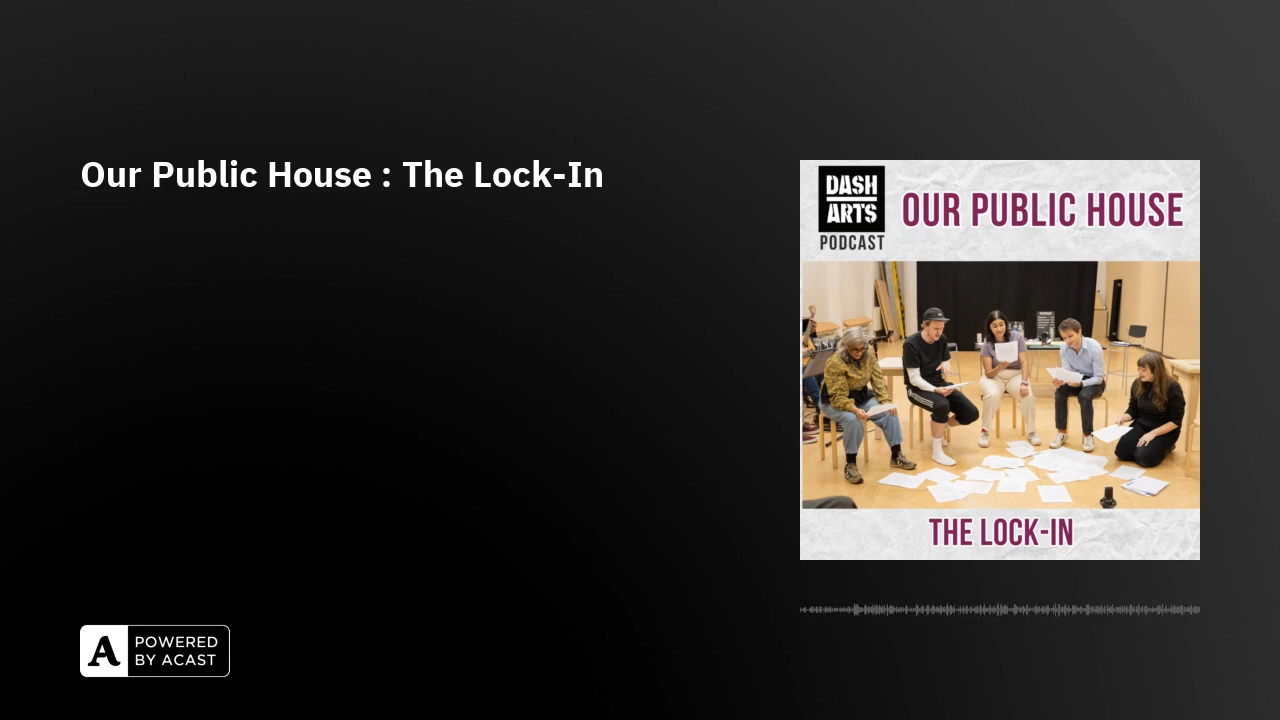 Our Public House : The Lock-In
DASH
ARTS
PODCAST
OUR PUBLIC HOUSE
THE LOCK-IN
A
POWERED
BY ACAST